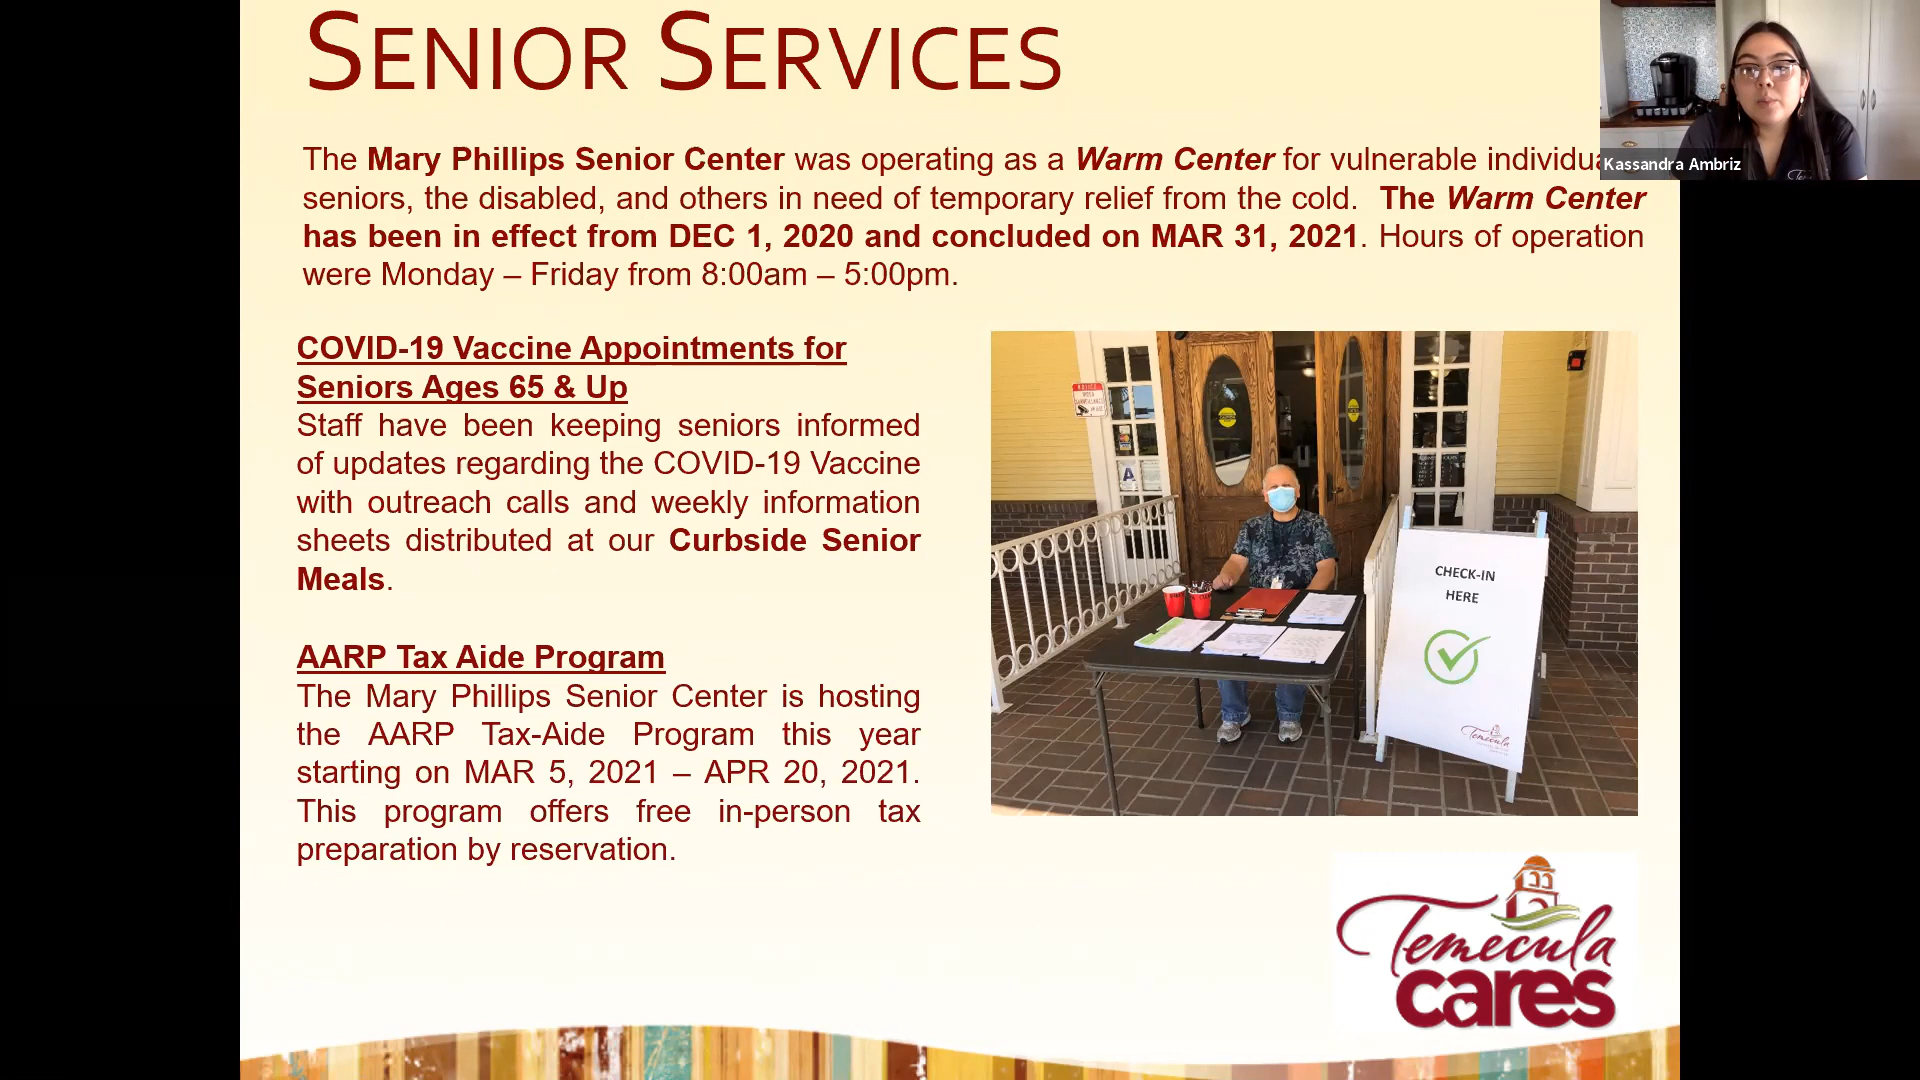 SENIOR SERVICES
The Mary Phillips Senior Center was operating as a Warm Center for vulnerable
seniors, the disabled, and others in need of temporary relief from the cold. The Warm Center
has been in effect from DEC 1, 2020 and concluded on MAR 31, 2021. Hours of operation
were Monday – Friday from 8:00am – 5:00pm.
Kassandra Ambriz
COVID-19 Vaccine Appointments for
Seniors Ages 65 & Up
Staff have been keeping seniors informed
of updates regarding the COVID-19 Vaccine
with outreach calls and weekly information
sheets distributed at our Curbside Senior
Meals.
AARP Tax Aide Program
The Mary Phillips Senior Center is hosting
the AARP Tax-Aide Program this year
starting on MAR 5, 2021 – APR 20, 2021.
This program offers free in-person tax
preparation by reservation.
NOTICE
A
CHECK-IN
HERE
Temecula
Temecula
cares